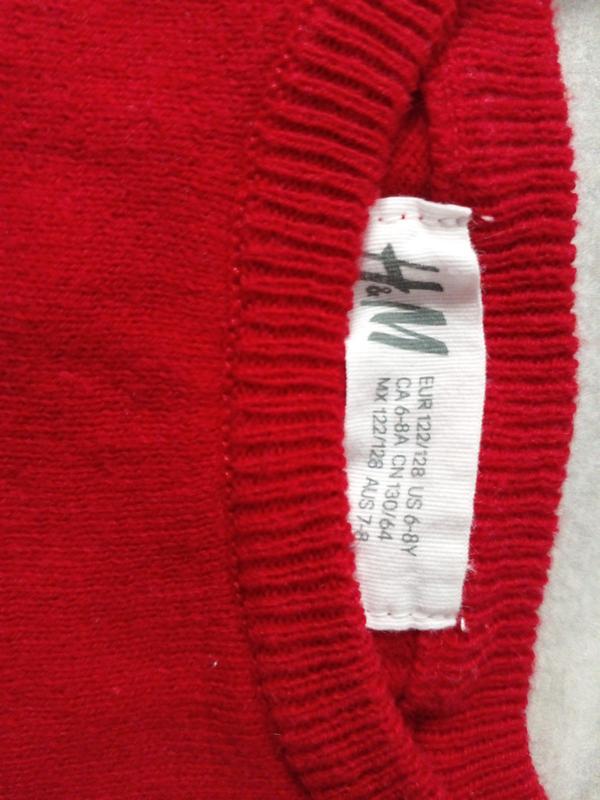 H&M
EUR 122/128 US 6-8Y
CA 6-8A CN 130/64
MX 122/128 AUS 7-8